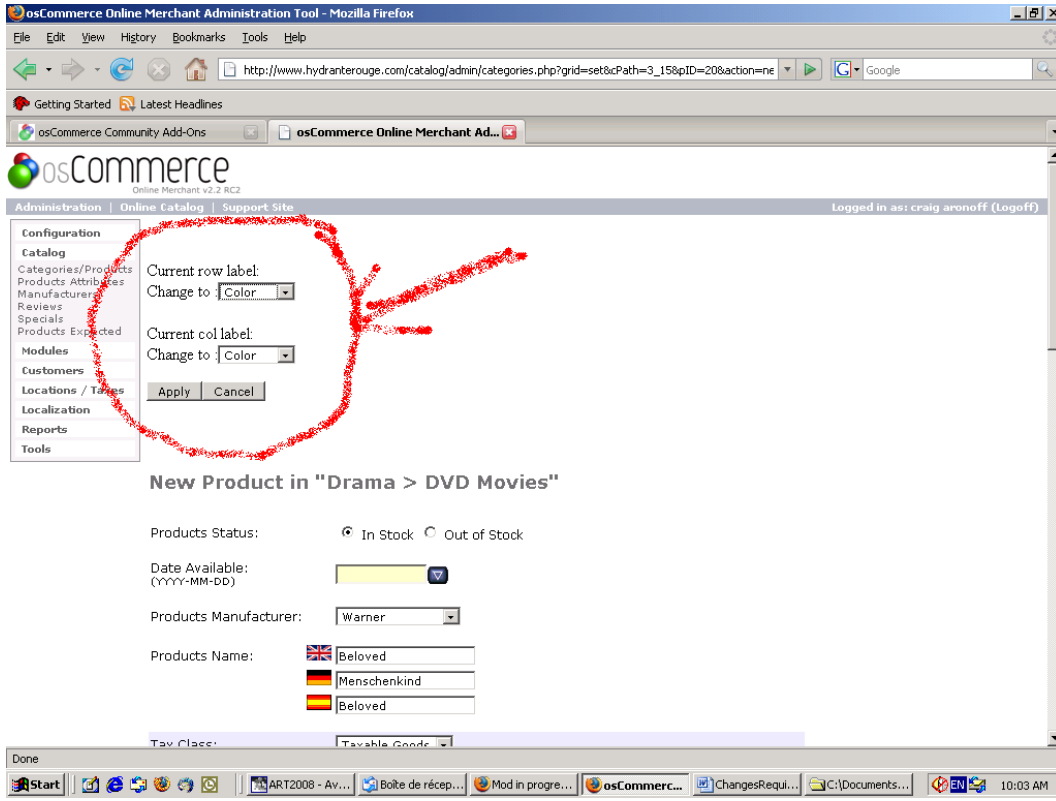 osCommerce Online Merchant Administration Tool - Mozilla Firefox
File Edit View History Bookmarks Tools Help
http://www.hydranterouge.com/catalog/admin/categories.php?grid=set&cPath=3_15&pID=20&action=ne
G Google
Getting Started Latest Headlines
osCommerce Community Add-Ons osCommerce Online Merchant Ad...
osCommerce
Online Merchant v2.2 RC2
Administration | Online Catalog | Support Site Logged in as: craig aronoff (Logoff)
Configuration
Catalog
Categories/Products
Products Attributes
Manufacturers
Reviews
Specials
Products Expected
Modules
Customers
Locations / Taxes
Localization
Reports
Tools
Current row label:
Change to : Color
Current col label:
Change to : Color
Apply Cancel
New Product in "Drama > DVD Movies"
Products Status: In Stock Out of Stock
Date Available:
(YYYY-MM-DD)
Products Manufacturer: Warner
Products Name: Beloved
Menschenkind
Beloved
Tax Class: Taxable Goods
Done
Start ART2008 - Av... Boîte de récep... Mod in progre... osCommerc... ChangesRequi... C:\Documents... EN 10:03 AM